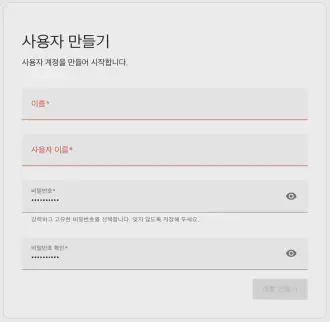 사용자 만들기
사용자 계정을 만들어 시작합니다.
이름*
사용자 이름*
비밀번호*
••••••••••
강력하고 고유한 비밀번호를 선택합니다. 잊지 않도록 저장해 두세요.
비밀번호 확인*
••••••••••
계정 만들기